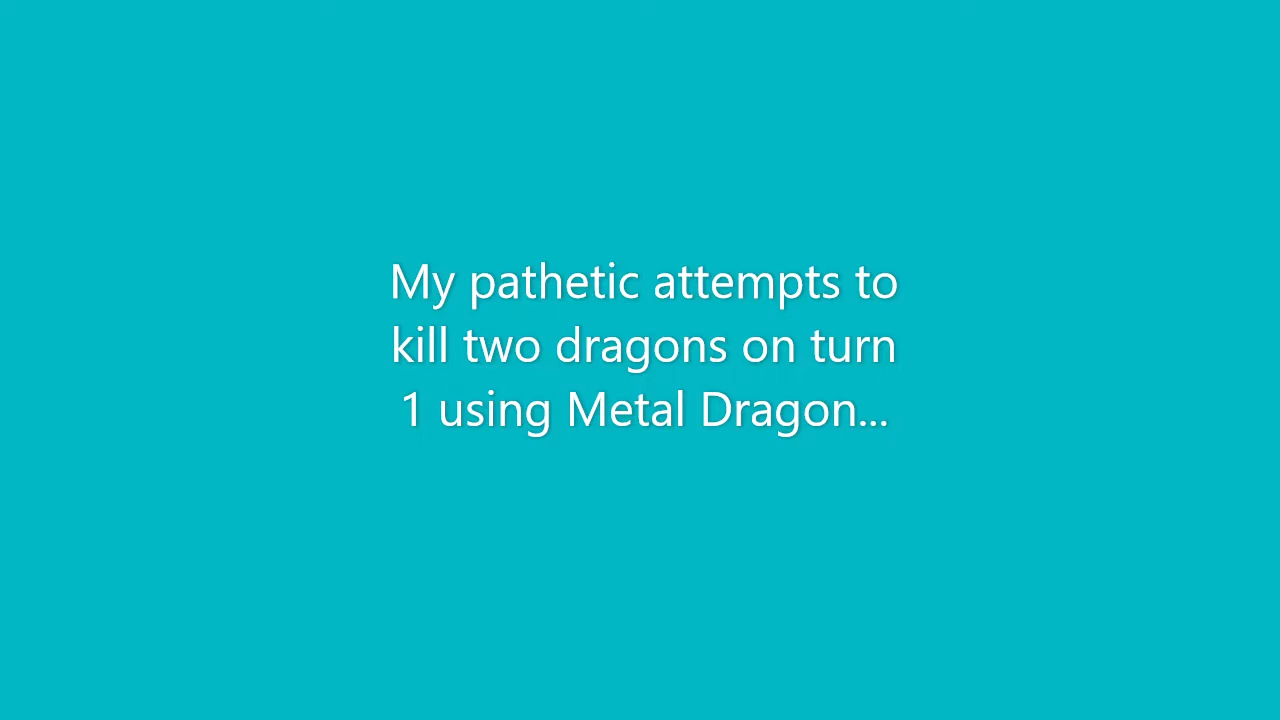 My pathetic attempts to
kill two dragons on turn
1 using Metal Dragon...